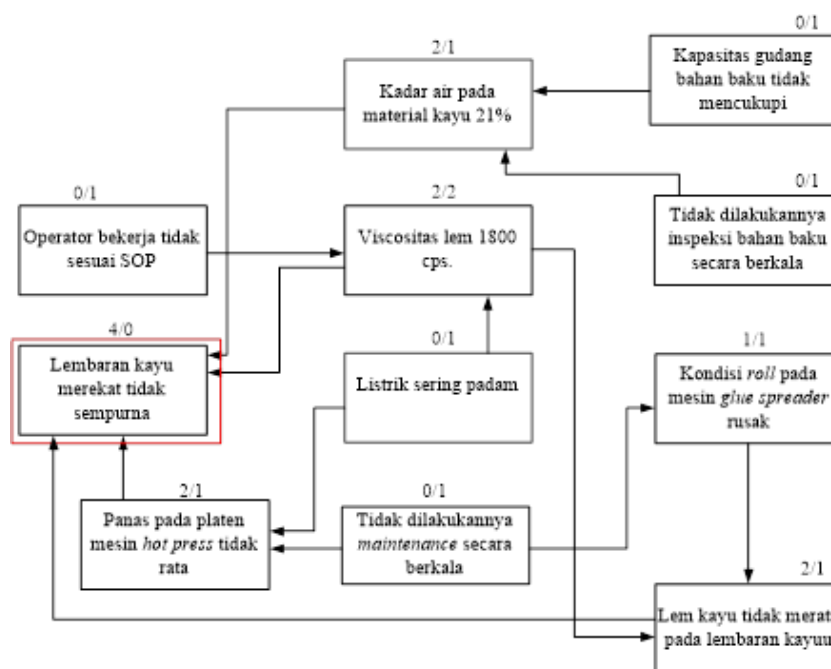 0/1
Kapasitas gudang
bahan baku tidak
mencukupi
2/1
Kadar air pada
material kayu 21%
0/1
Tidak dilakukannya
inspeksi bahan baku
secara berkala
0/1
Operator bekerja tidak
sesuai SOP
2/2
Viscositas lem 1800
cps.
4/0
Lembaran kayu
merekat tidak
sempurna
0/1
Listrik sering padam
1/1
Kondisi roll pada
mesin glue spreader
rusak
2/1
Panas pada platen
mesin hot press tidak
rata
0/1
Tidak dilakukannya
maintenance secara
berkala
2/1
Lem kayu tidak merata
pada lembaran kayuu